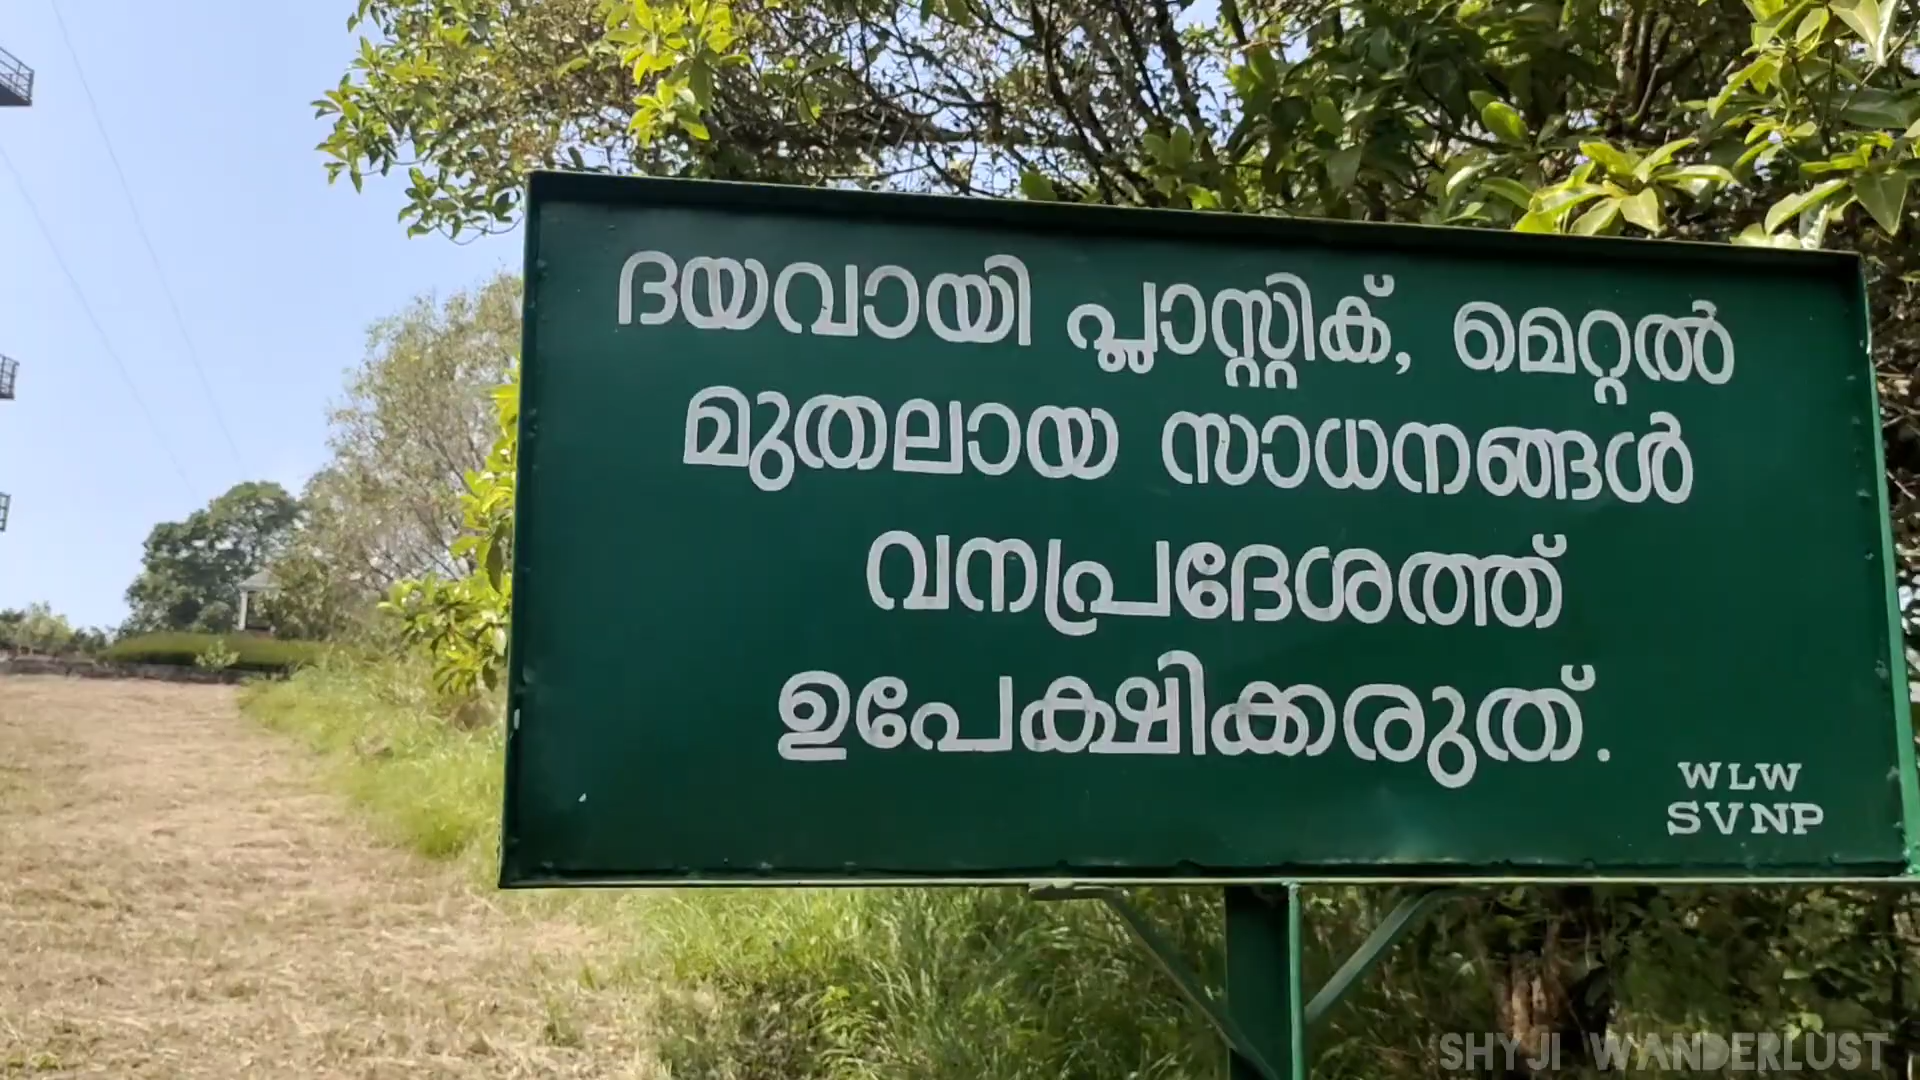 ദയവായി പ്ലാസ്റ്റിക്, മെറ്റൽ
മുതലായ സാധനങ്ങൾ
വനപ്രദേശത്ത്
ഉപേക്ഷിക്കരുത്.
WLW
SVNP
SHYJI WANDERLUST